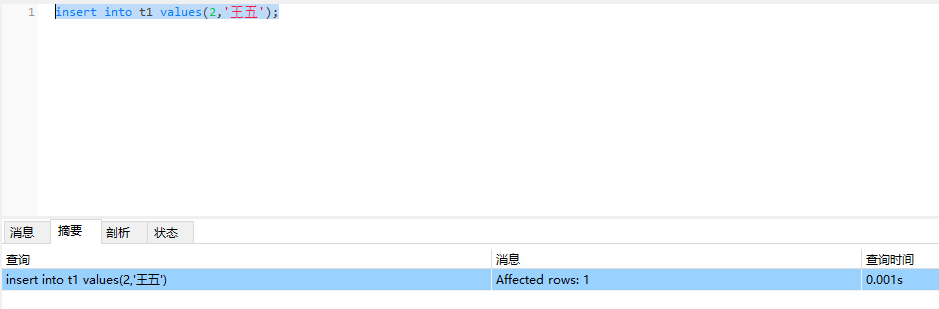 1 insert into t1 values(2,'王五');
消息 摘要 剖析 状态
查询 消息 查询时间
insert into t1 values(2,'王五') Affected rows: 1 0.001s